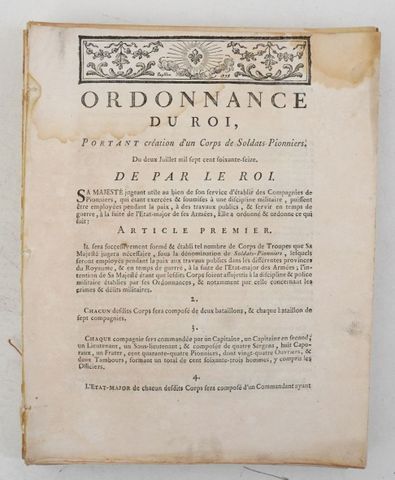 ORDONNANCE
DU ROI,
PORTANT création d'un Corps de Soldats-Pionniers.
Du deux Juillet mil sept cent soixante-seize.
DE PAR LE ROI.
SA MAJESTÉ jugeant utile au bien de son service d'établir des Compagnies de
Pionniers, qui étant exercées & soumises à une discipline militaire, puissent
être employées pendant la paix, à des travaux publics, & servir en temps de
guerre, à la suite de l'Etat-major de ses Armées, Elle a ordonné & ordonne ce qui
suit:
ARTICLE PREMIER.
IL sera successivement formé & établi tel nombre de Corps de Troupes que Sa
Majesté jugera nécessaire, sous la dénomination de Soldats-Pionniers, lesquels
seront employés pendant la paix aux travaux publics dans les différentes provinces
du Royaume, & en temps de guerre, à la suite de l'Etat-major des Armées; l'in-
tention de Sa Majesté étant que lesdits Corps soient assujettis à la discipline & police
militaire établies par ses Ordonnances, & notamment par celle concernant les
crimes & délits militaires.
2.
CHACUN desdits Corps sera composé de deux bataillons, & chaque bataillon de
sept compagnies.
3.
CHAQUE compagnie sera commandée par un Capitaine, un Capitaine en second,
un Lieutenant, un Sous-lieutenant; & composée de quatre Sergens, huit Capo-
raux, un Frater, cent quarante-quatre Pionniers, dont vingt-quatre Ouvriers, &
deux Tambours, formant un total de cent soixante-trois hommes, y compris les
Officiers.
4.
L'ETAT-MAJOR de chacun desdits Corps sera composé d'un Commandant ayant